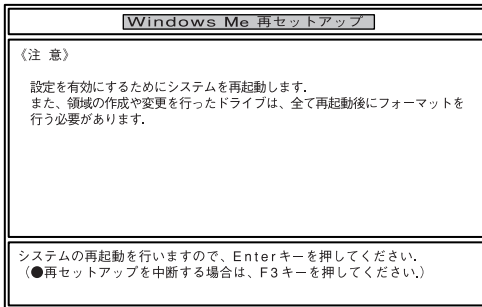 Windows Me 再セットアップ
《注 意》
設定を有効にするためにシステムを再起動します.
また、領域の作成や変更を行ったドライブは、全て再起動後にフォーマットを
行う必要があります.
システムの再起動を行いますので、Enterキーを押してください.
(●再セットアップを中断する場合は、F3キーを押してください.)